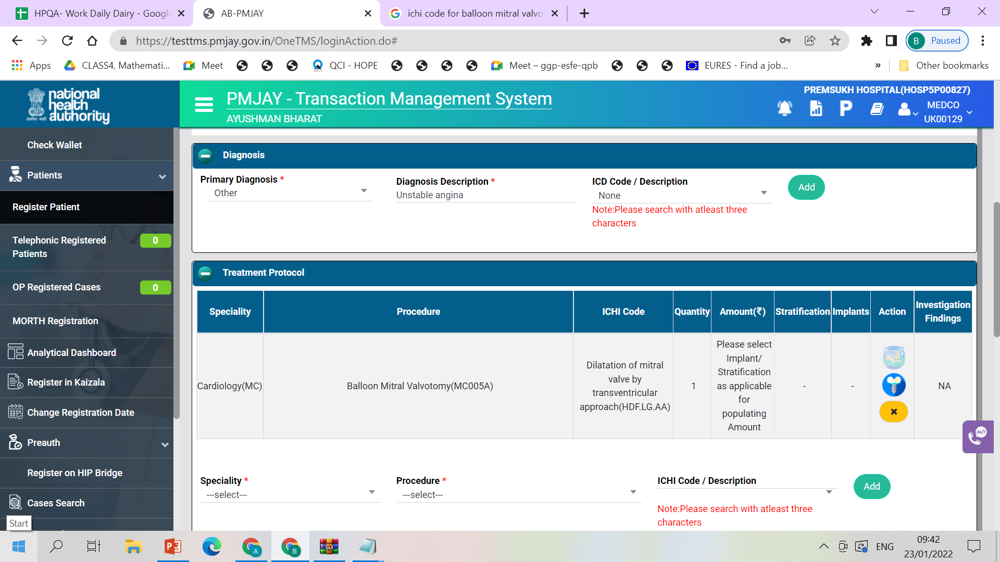 HPQA- Work Daily Dairy - Google
AB-PMJAY
ichi code for balloon mitral valvo
https://testtms.pmjay.gov.in/OneTMS/loginAction.do#
B
Paused
Apps
CLASS4, Mathemati...
Meet
QCI - HOPE
Meet – ggp-esfe-qpb
EURES - Find a job...
»
Other bookmarks
national
health
authority
सत्यमेव जयते
PMJAY - Transaction Management System
AYUSHMAN BHARAT
PREMSUKH HOSPITAL(HOSP5P00827)
P
MEDCO
UK00129
Check Wallet
Patients
Register Patient
Telephonic Registered
Patients
0
OP Registered Cases
0
MORTH Registration
Analytical Dashboard
Register in Kaizala
Change Registration Date
Preauth
Register on HIP Bridge
Cases Search
Start
Diagnosis
Primary Diagnosis *
Other
Diagnosis Description *
Unstable angina
ICD Code / Description
None
Note:Please search with atleast three
characters
Add
Treatment Protocol
Speciality
Procedure
ICHI Code
Quantity
Amount(₹)
Stratification
Implants
Action
Investigation
Findings
Cardiology(MC)
Balloon Mitral Valvotomy(MC005A)
Dilatation of mitral
valve by
transventricular
approach(HDF.LG.AA)
1
Please select
Implant/
Stratification
as applicable
for
populating
Amount
-
-
NA
24/7
Speciality *
---select---
Procedure *
---select---
ICHI Code / Description
Note:Please search with atleast three
characters
Add
A
B
ENG
09:42
23/01/2022